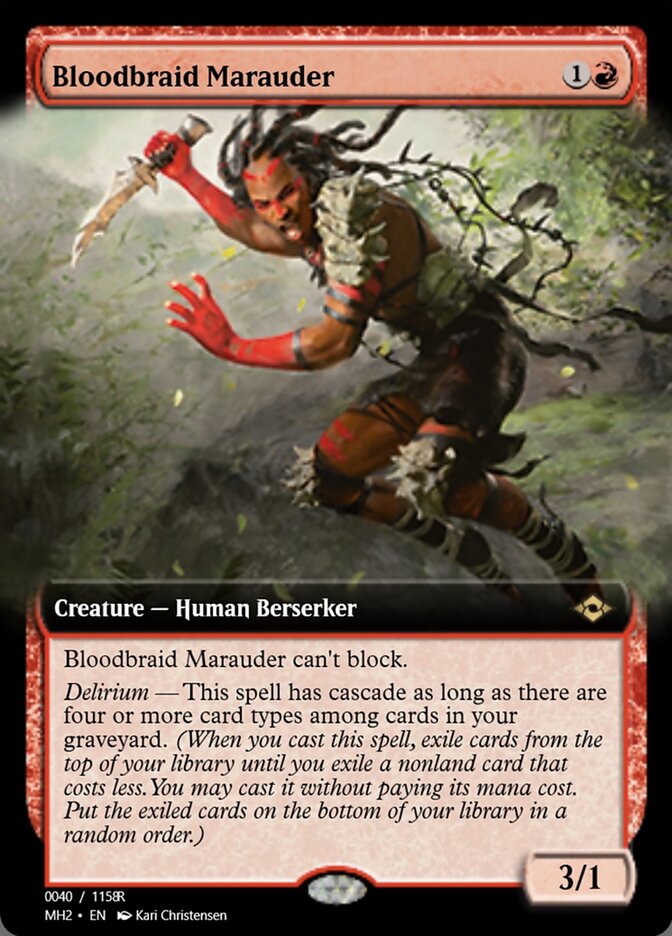 Bloodbraid Marauder
1
Creature — Human Berserker
Bloodbraid Marauder can't block.
Delirium — This spell has cascade as long as there are
four or more card types among cards in your
graveyard. (When you cast this spell, exile cards from the
top of your library until you exile a nonland card that
costs less. You may cast it without paying its mana cost.
Put the exiled cards on the bottom of your library in a
random order.)
3/1
0040 / 1158R
MH2 • EN Kari Christensen